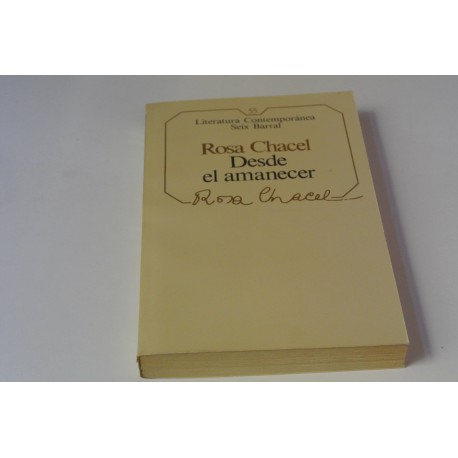 55
Literatura Contemporánea
Seix Barral
Rosa Chacel
Desde
el amanecer
Rosa Chacel